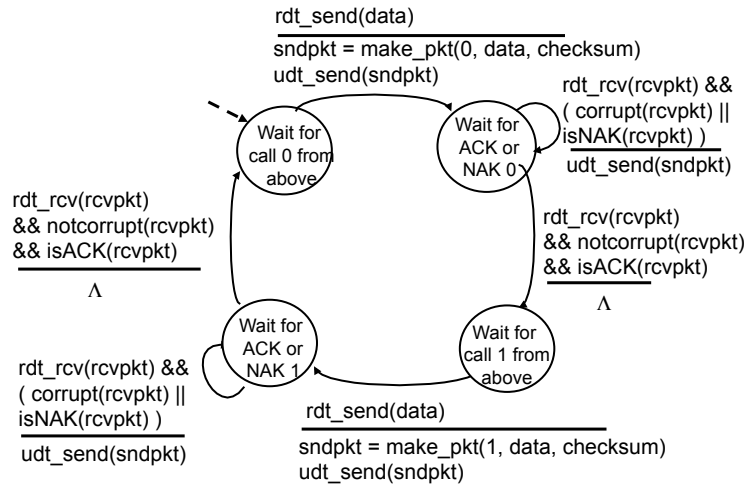 rdt_send(data)
sndpkt = make_pkt(0, data, checksum)
udt_send(sndpkt)
rdt_rcv(rcvpkt) &&
( corrupt(rcvpkt) ||
isNAK(rcvpkt) )
udt_send(sndpkt)
Wait for
call 0 from
above
Wait for
ACK or
NAK 0
rdt_rcv(rcvpkt)
&& notcorrupt(rcvpkt)
&& isACK(rcvpkt)
Λ
rdt_rcv(rcvpkt)
&& notcorrupt(rcvpkt)
&& isACK(rcvpkt)
Λ
Wait for
ACK or
NAK 1
Wait for
call 1 from
above
rdt_rcv(rcvpkt) &&
( corrupt(rcvpkt) ||
isNAK(rcvpkt) )
udt_send(sndpkt)
rdt_send(data)
sndpkt = make_pkt(1, data, checksum)
udt_send(sndpkt)